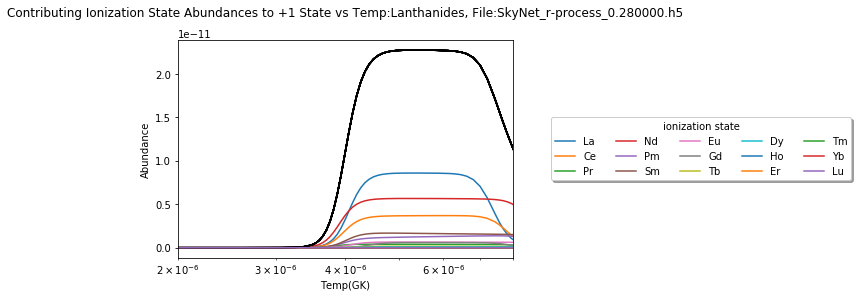 Contributing Ionization State Abundances to +1 State vs Temp:Lanthanides, File:SkyNet_r-process_0.280000.h5
1e−11
2.0
1.5
1.0
0.5
0.0
Abundance
2 × 10⁻⁶
3 × 10⁻⁶
4 × 10⁻⁶
6 × 10⁻⁶
Temp(GK)
ionization state
La Nd Eu Dy Tm
Ce Pm Gd Ho Yb
Pr Sm Tb Er Lu